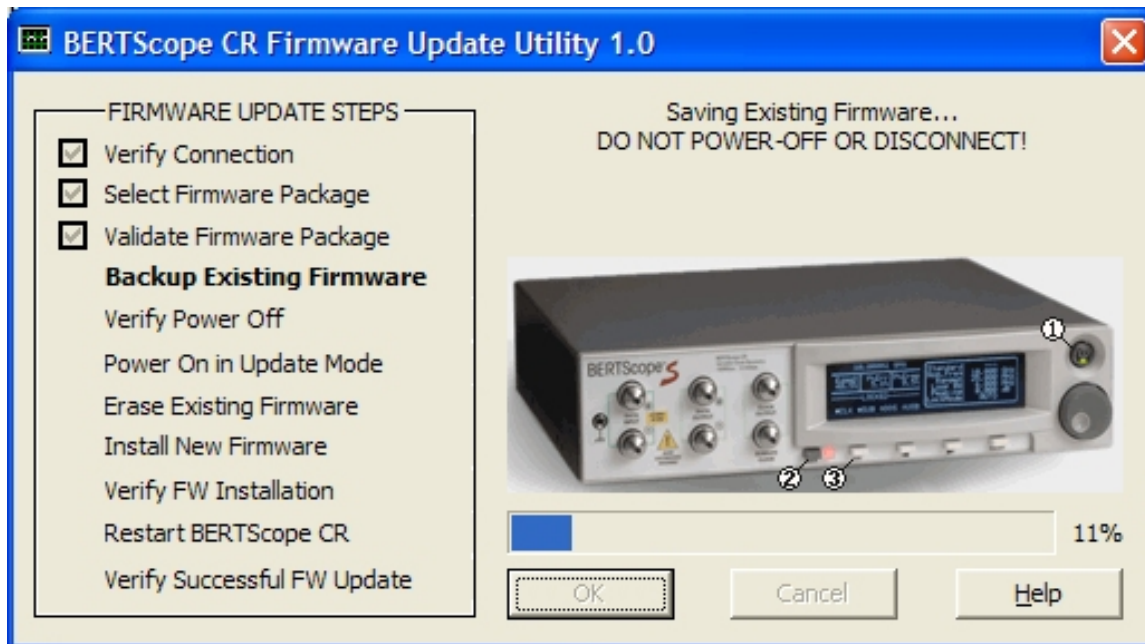 BERTScope CR Firmware Update Utility 1.0
FIRMWARE UPDATE STEPS
Verify Connection
Select Firmware Package
Validate Firmware Package
Backup Existing Firmware
Verify Power Off
Power On in Update Mode
Erase Existing Firmware
Install New Firmware
Verify FW Installation
Restart BERTScope CR
Verify Successful FW Update
Saving Existing Firmware...
DO NOT POWER-OFF OR DISCONNECT!
1
BERTScope S
2
3
11%
OK
Cancel
Help